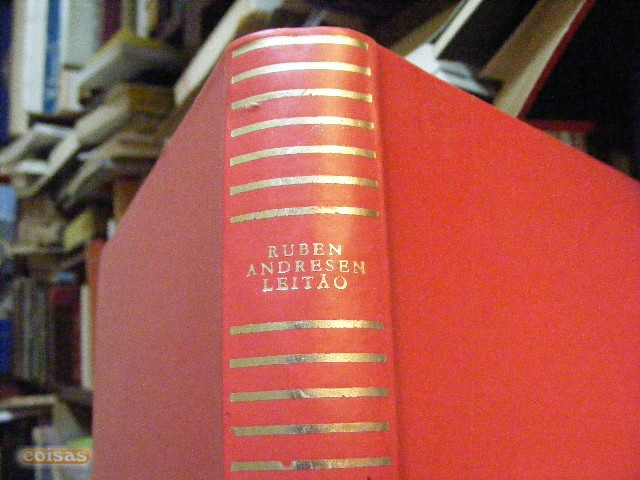 RUBEN
ANDRESEN
LEITÃO
coisas